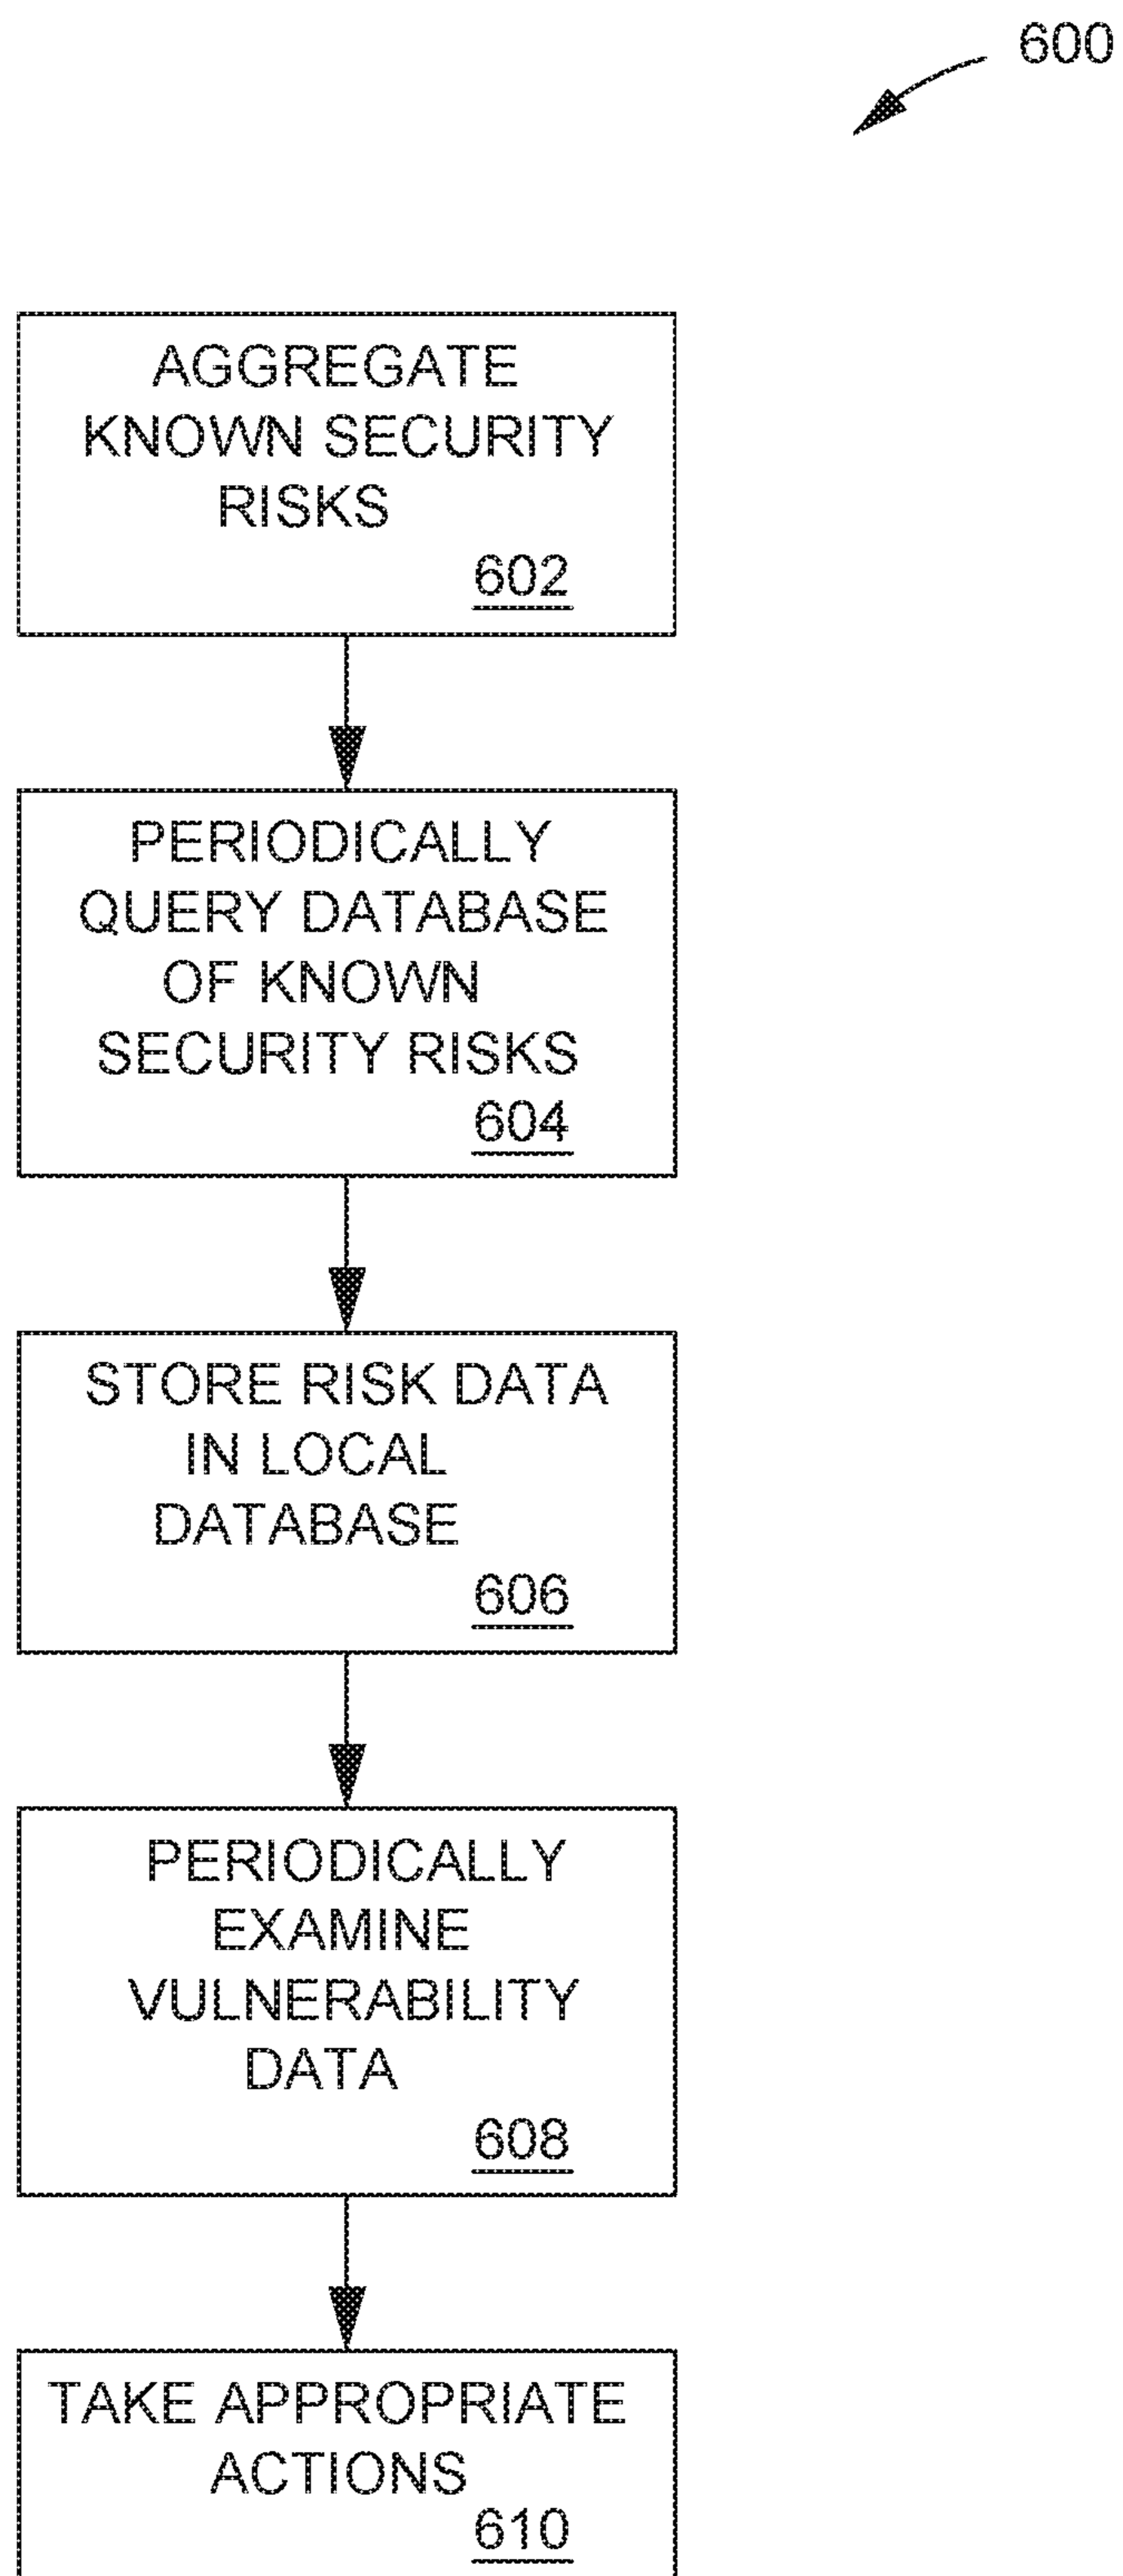 600
AGGREGATE
KNOWN SECURITY
RISKS
602
PERIODICALLY
QUERY DATABASE
OF KNOWN
SECURITY RISKS
604
STORE RISK DATA
IN LOCAL
DATABASE
606
PERIODICALLY
EXAMINE
VULNERABILITY
DATA
608
TAKE APPROPRIATE
ACTIONS
610